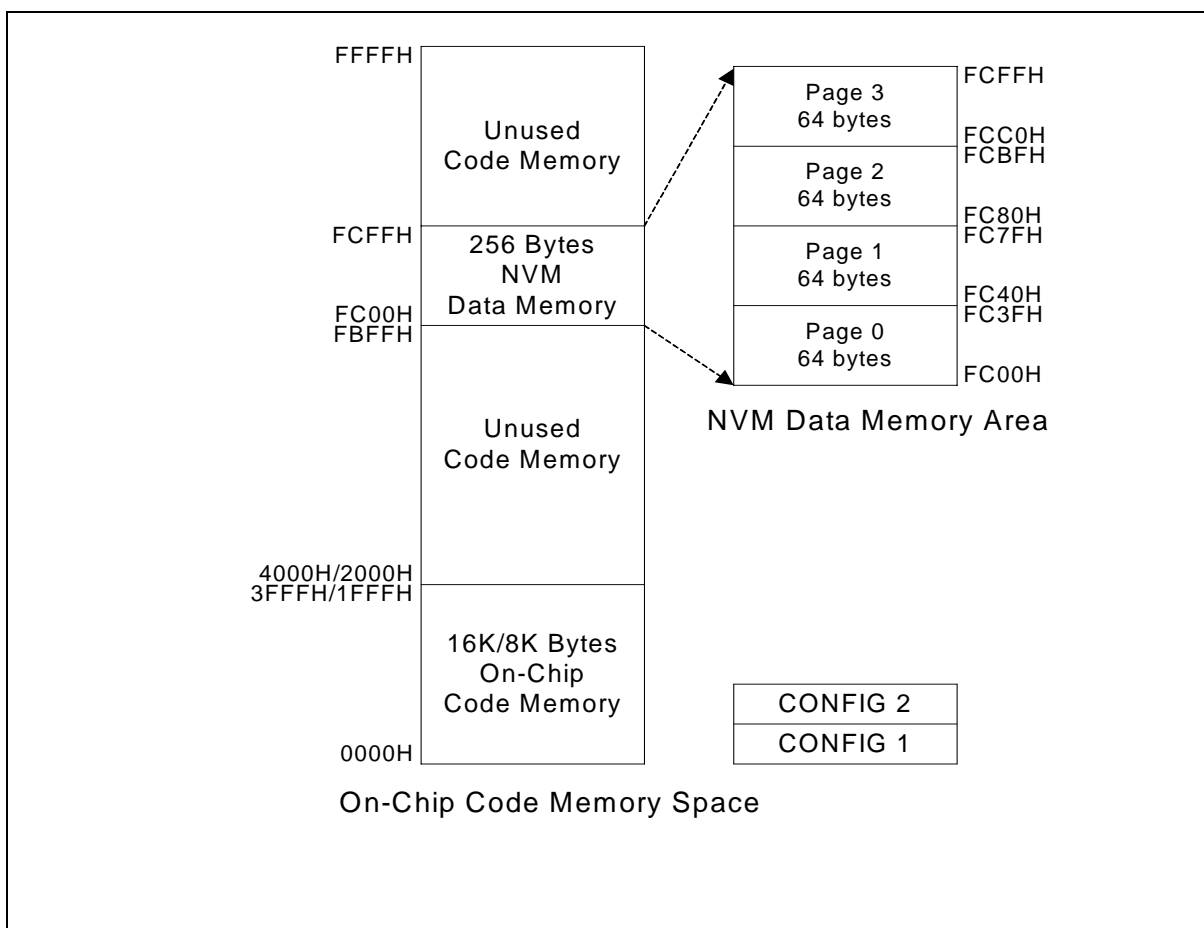 FFFFH
Unused
Code Memory
FCFFH
256 Bytes
NVM
Data Memory
FC00H
FBFFH
Unused
Code Memory
4000H/2000H
3FFFH/1FFFH
16K/8K Bytes
On-Chip
Code Memory
0000H
On-Chip Code Memory Space
FCFFH
Page 3
64 bytes
FCC0H
FCBFH
Page 2
64 bytes
FC80H
FC7FH
Page 1
64 bytes
FC40H
FC3FH
Page 0
64 bytes
FC00H
NVM Data Memory Area
CONFIG 2
CONFIG 1